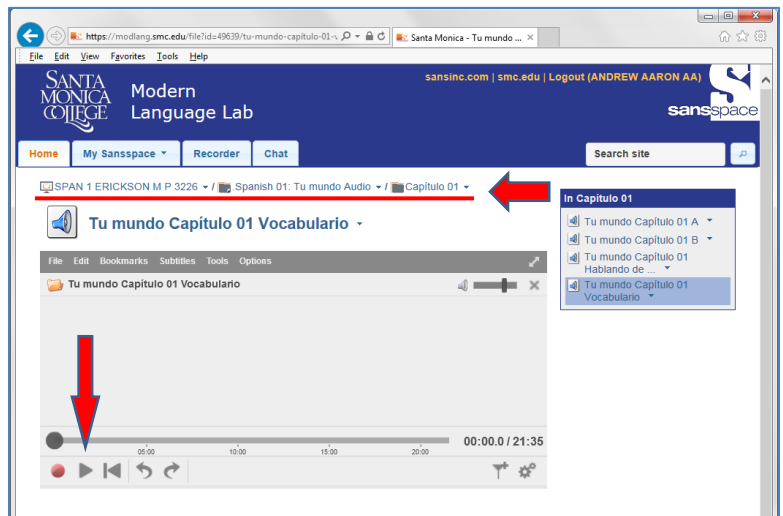 https://modlang.smc.edu/file?id=49639/tu-mundo-capitulo-01-v
Santa Monica - Tu mundo ...
File Edit View Favorites Tools Help
sansinc.com | smc.edu | Logout (ANDREW AARON AA)
SANTA MONICA COLLEGE
Modern
Language Lab
sansspace
Home My Sansspace Recorder Chat Search site
SPAN 1 ERICKSON M P 3226 / Spanish 01: Tu mundo Audio / Capítulo 01
In Capítulo 01
Tu mundo Capítulo 01 A
Tu mundo Capítulo 01 B
Tu mundo Capítulo 01
Hablando de ...
Tu mundo Capítulo 01
Vocabulario
Tu mundo Capítulo 01 Vocabulario
File Edit Bookmarks Subtitles Tools Options
Tu mundo Capítulo 01 Vocabulario
00:00.0 / 21:35
05:00 10:00 15:00 20:00